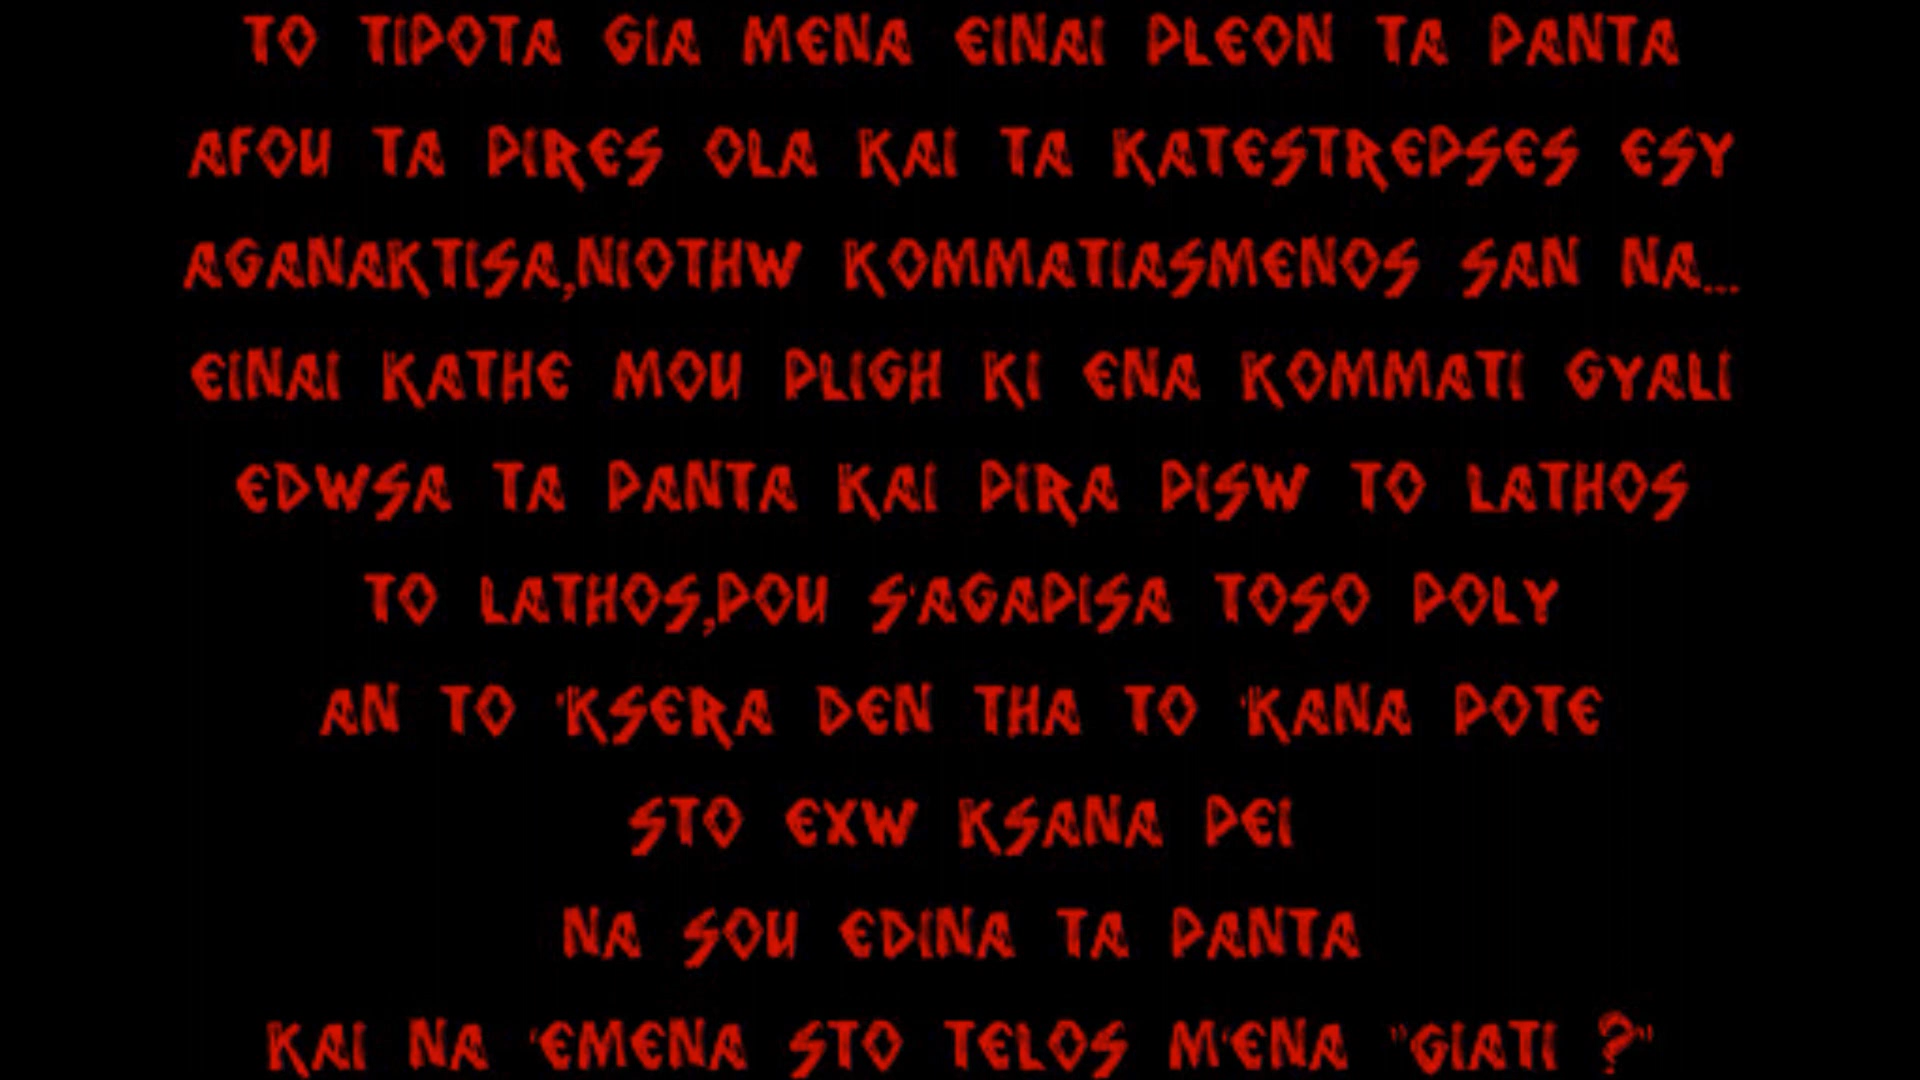 TO TIPOTA GIA MENA EINAI PLEON TA PANTA
AFOU TA PIRES OLA KAI TA KATESTREPSES ESY
AGANAKTISA,NIOTHW KOMMATIASMENOS SAN NA...
EINAI KATHE MOU PLIGH KI ENA KOMMATI GYALI
EDWSA TA PANTA KAI PIRA PISW TO LATHOS
TO LATHOS,POU S'AGAPISA TOSO POLY
AN TO 'KSERA DEN THA TO 'KANA POTE
STO EXW KSANA PEI
NA SOU EDINA TA PANTA
KAI NA 'EMENA STO TELOS M'ENA "GIATI ?"